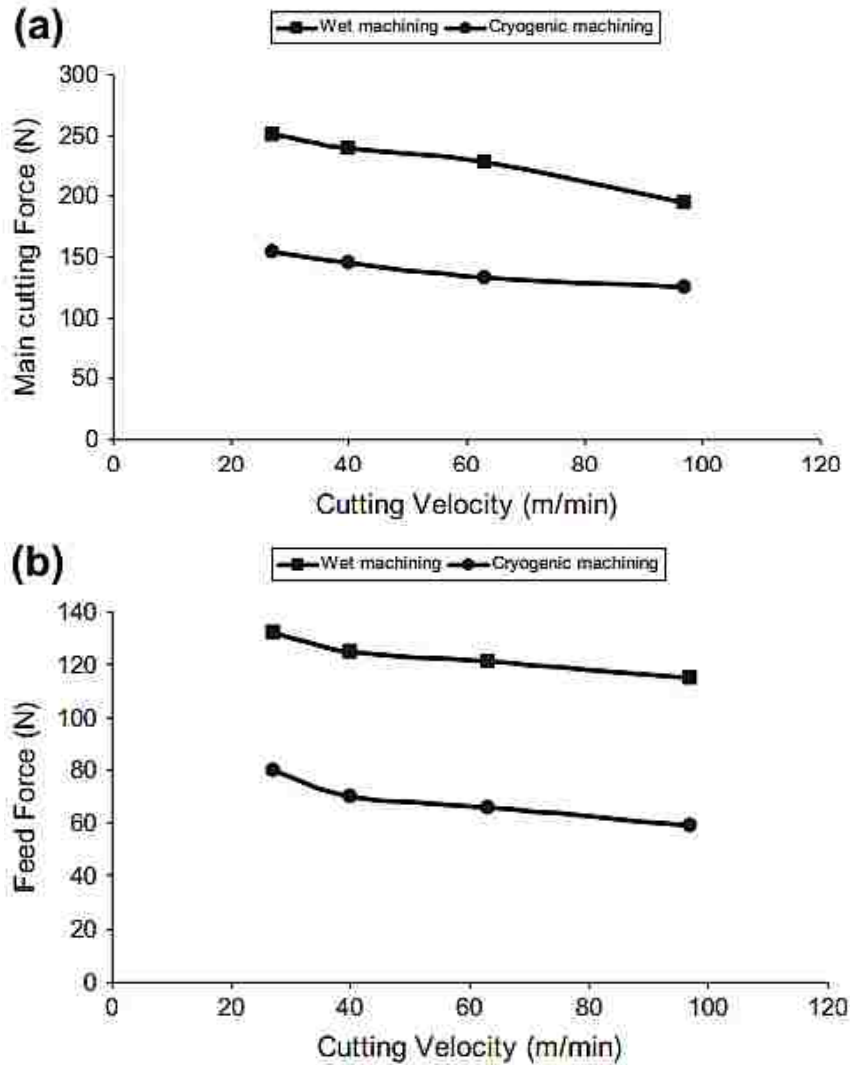 (a)
Wet machining Cryogenic machining
300
250
200
150
100
50
0
0 20 40 60 80 100 120
Main cutting Force (N)
Cutting Velocity (m/min)
(b)
Wet machining Cryogenic machining
140
120
100
80
60
40
20
0
0 20 40 60 80 100 120
Feed Force (N)
Cutting Velocity (m/min)